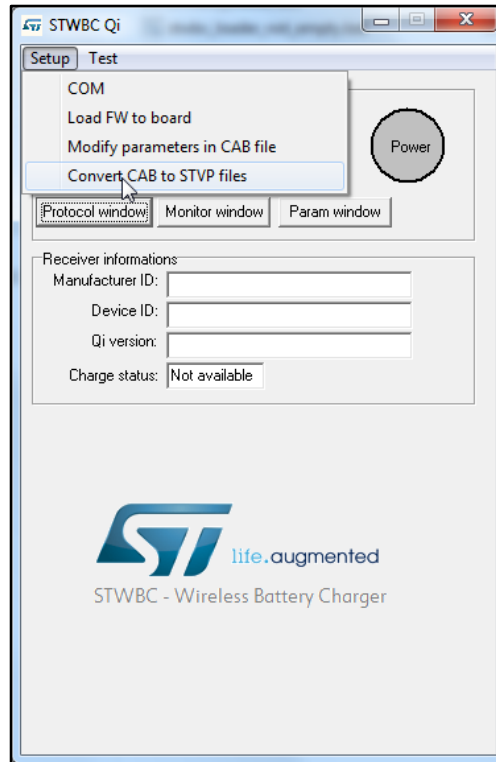 STWBC Qi
Setup Test
COM
Load FW to board
Modify parameters in CAB file
Convert CAB to STVP files
Power
Protocol window Monitor window Param window
Receiver informations
Manufacturer ID:
Device ID:
Qi version:
Charge status: Not available
ST
life.augmented
STWBC - Wireless Battery Charger